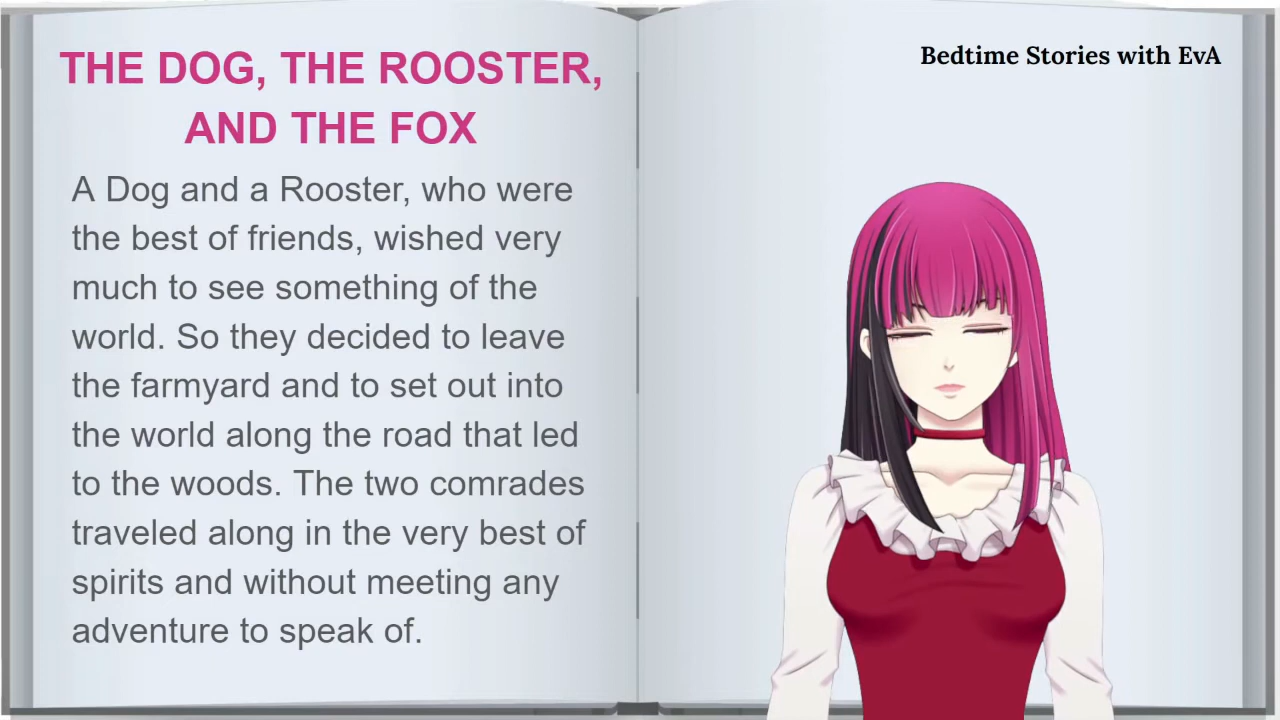 THE DOG, THE ROOSTER,
AND THE FOX
A Dog and a Rooster, who were
the best of friends, wished very
much to see something of the
world. So they decided to leave
the farmyard and to set out into
the world along the road that led
to the woods. The two comrades
traveled along in the very best of
spirits and without meeting any
adventure to speak of.
Bedtime Stories with EvA